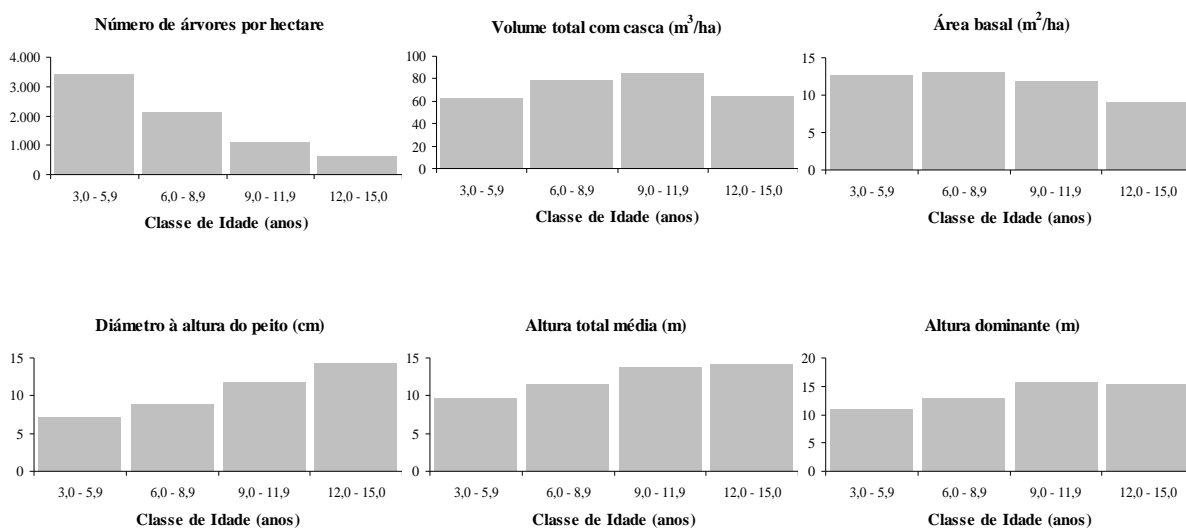 Número de árvores por hectare
4.000
3.000
2.000
1.000
0
3,0 - 5,9 6,0 - 8,9 9,0 - 11,9 12,0 - 15,0
Classe de Idade (anos)
Volume total com casca (m³/ha)
100
80
60
40
20
0
3,0 - 5,9 6,0 - 8,9 9,0 - 11,9 12,0 - 15,0
Classe de Idade (anos)
Área basal (m²/ha)
15
10
5
0
3,0 - 5,9 6,0 - 8,9 9,0 - 11,9 12,0 - 15,0
Classe de Idade (anos)
Diámetro à altura do peito (cm)
15
10
5
0
3,0 - 5,9 6,0 - 8,9 9,0 - 11,9 12,0 - 15,0
Classe de Idade (anos)
Altura total média (m)
15
10
5
0
3,0 - 5,9 6,0 - 8,9 9,0 - 11,9 12,0 - 15,0
Classe de Idade (anos)
Altura dominante (m)
20
15
10
5
0
3,0 - 5,9 6,0 - 8,9 9,0 - 11,9 12,0 - 15,0
Classe de Idade (anos)